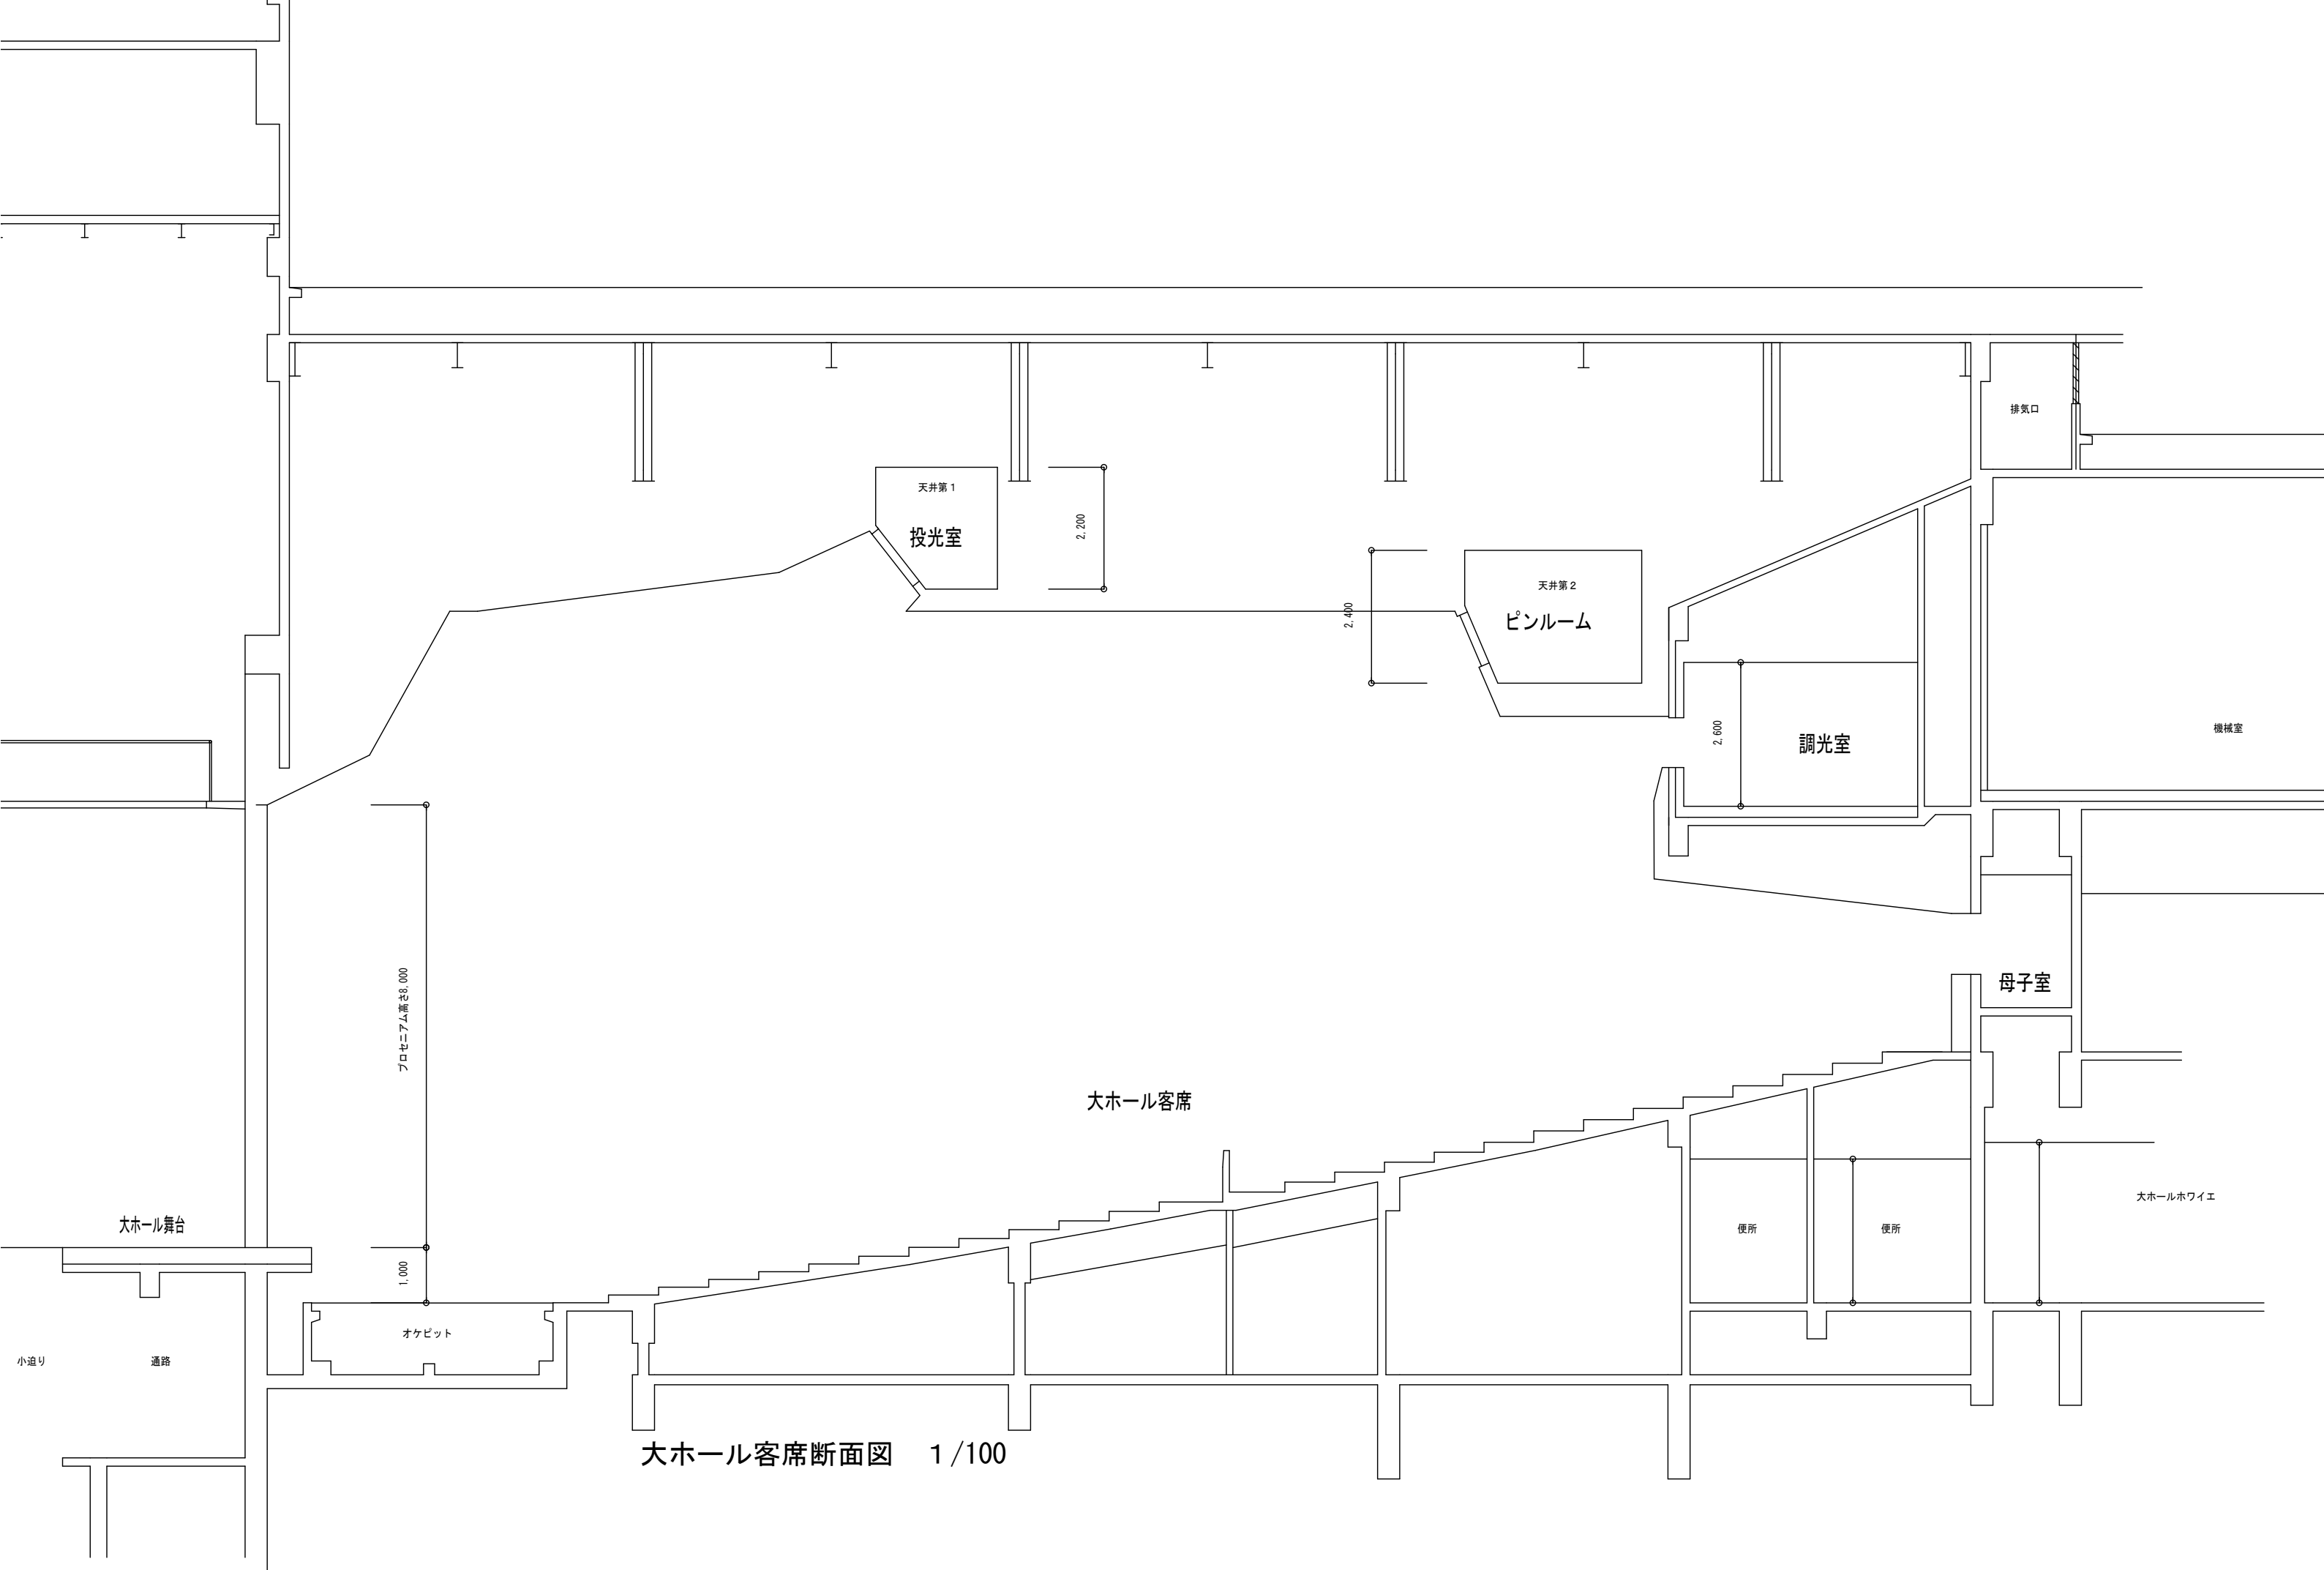 排気口
天井第1
投光室
2,200
天井第2
ピンルーム
2,400
2,600
調光室
機械室
プロセニアム高さ8,000
母子室
大ホール客席
大ホール舞台
大ホールホワイエ
便所
便所
1,000
オケピット
小迫り
通路
大ホール客席断面図 1/100